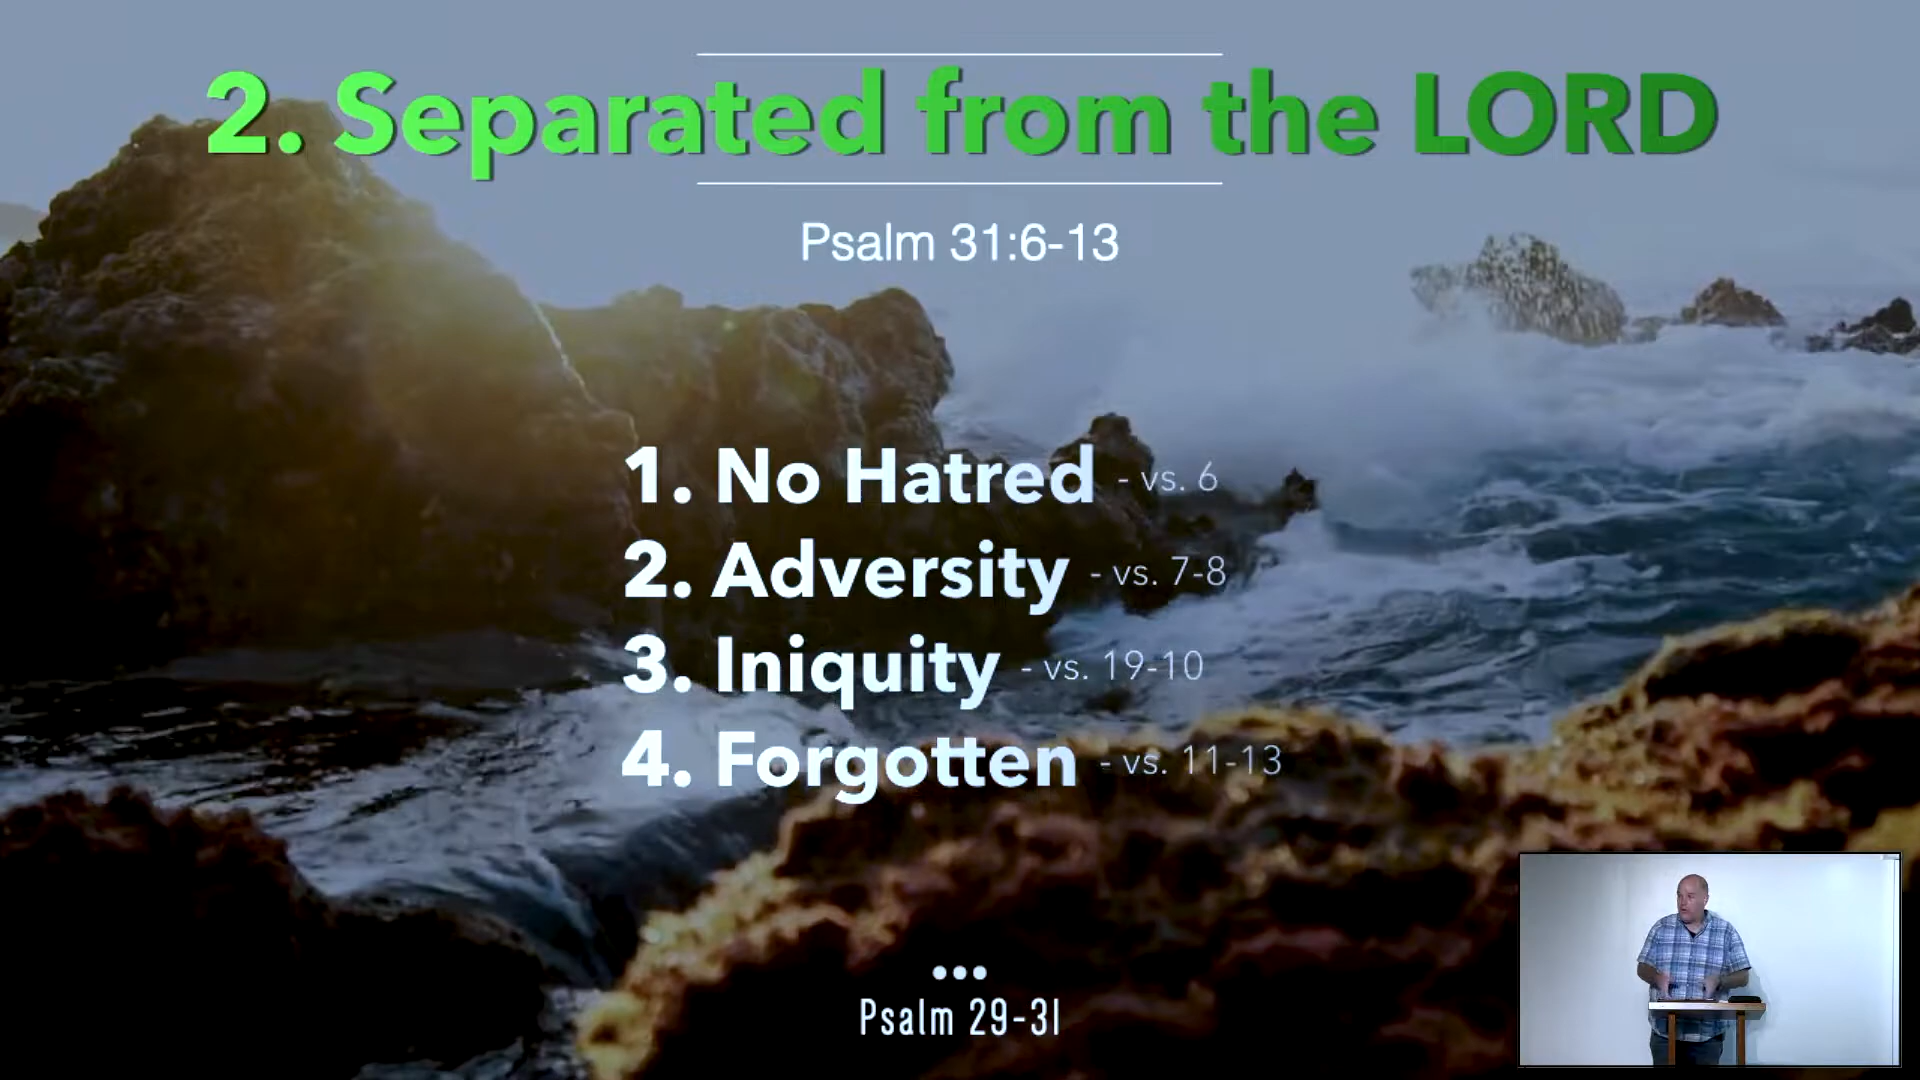 2. Separated from the LORD
Psalm 31:6-13
1. No Hatred - vs. 6
2. Adversity - vs. 7-8
3. Iniquity - vs. 19-10
4. Forgotten - vs. 11-13
Psalm 29-31